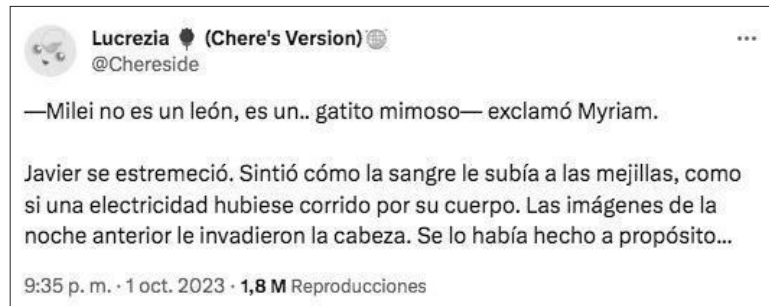 Lucrezia 🌳 (Chere's Version)🪩
@Chereside
—Milei no es un león, es un.. gatito mimoso— exclamó Myriam.
Javier se estremeció. Sintió cómo la sangre le subía a las mejillas, como
si una electricidad hubiese corrido por su cuerpo. Las imágenes de la
noche anterior le invadieron la cabeza. Se lo había hecho a propósito...
9:35 p. m. · 1 oct. 2023 · 1,8 M Reproducciones